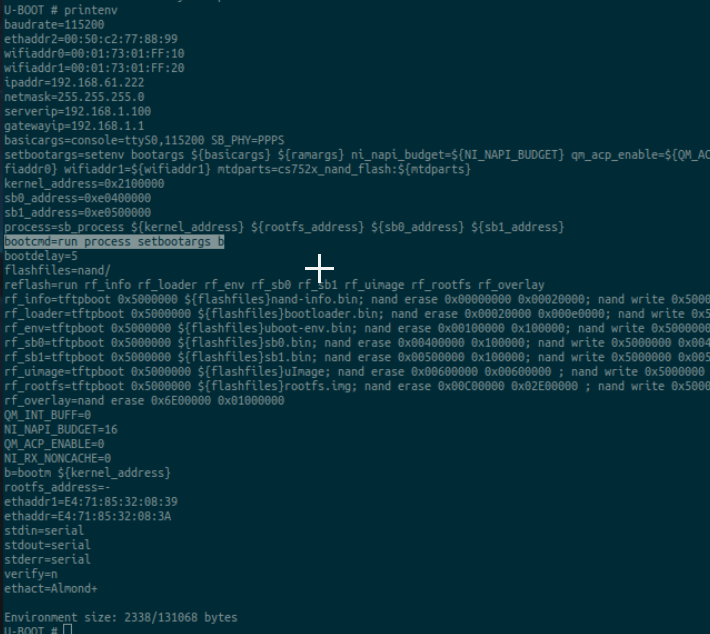 U-BOOT # printenv
baudrate=115200
ethaddr2=00:50:c2:77:88:99
wifiaddr0=00:01:73:01:FF:10
wifiaddr1=00:01:73:01:FF:20
ipaddr=192.168.61.222
netmask=255.255.255.0
serverip=192.168.1.100
gatewayip=192.168.1.1
basicargs=console=ttyS0,115200 SB_PHY=PPPS
setbootargs=setenv bootargs ${basicargs} ${ramargs} ni_napi_budget=${NI_NAPI_BUDGET} qm_acp_enable=${QM_AC
fiaddr0} wifiaddr1=${wifiaddr1} mtdparts=cs752x_nand_flash:${mtdparts}
kernel_address=0x2100000
sb0_address=0xe0400000
sb1_address=0xe0500000
process=sb_process ${kernel_address} ${rootfs_address} ${sb0_address} ${sb1_address}
bootcmd=run process setbootargs b
bootdelay=5
flashfiles=nand/
reflash=run rf_info rf_loader rf_env rf_sb0 rf_sb1 rf_uimage rf_rootfs rf_overlay
rf_info=tftpboot 0x5000000 ${flashfiles}nand-info.bin; nand erase 0x00000000 0x00020000; nand write 0x5000
rf_loader=tftpboot 0x5000000 ${flashfiles}bootloader.bin; nand erase 0x00020000 0x000e0000; nand write 0x5
rf_env=tftpboot 0x5000000 ${flashfiles}uboot-env.bin; nand erase 0x00100000 0x100000; nand write 0x5000000
rf_sb0=tftpboot 0x5000000 ${flashfiles}sb0.bin; nand erase 0x00400000 0x100000; nand write 0x5000000 0x004
rf_sb1=tftpboot 0x5000000 ${flashfiles}sb1.bin; nand erase 0x00500000 0x100000; nand write 0x5000000 0x005
rf_uimage=tftpboot 0x5000000 ${flashfiles}uImage; nand erase 0x00600000 0x00600000 ; nand write 0x5000000
rf_rootfs=tftpboot 0x5000000 ${flashfiles}rootfs.img; nand erase 0x00C00000 0x02E00000 ; nand write 0x5000
rf_overlay=nand erase 0x6E00000 0x01000000
QM_INT_BUFF=0
NI_NAPI_BUDGET=16
QM_ACP_ENABLE=0
NI_RX_NONCACHE=0
b=bootm ${kernel_address}
rootfs_address=-
ethaddr1=E4:71:85:32:08:39
ethaddr=E4:71:85:32:08:3A
stdin=serial
stdout=serial
stderr=serial
verify=n
ethact=Almond+
Environment size: 2338/131068 bytes
U-BOOT #